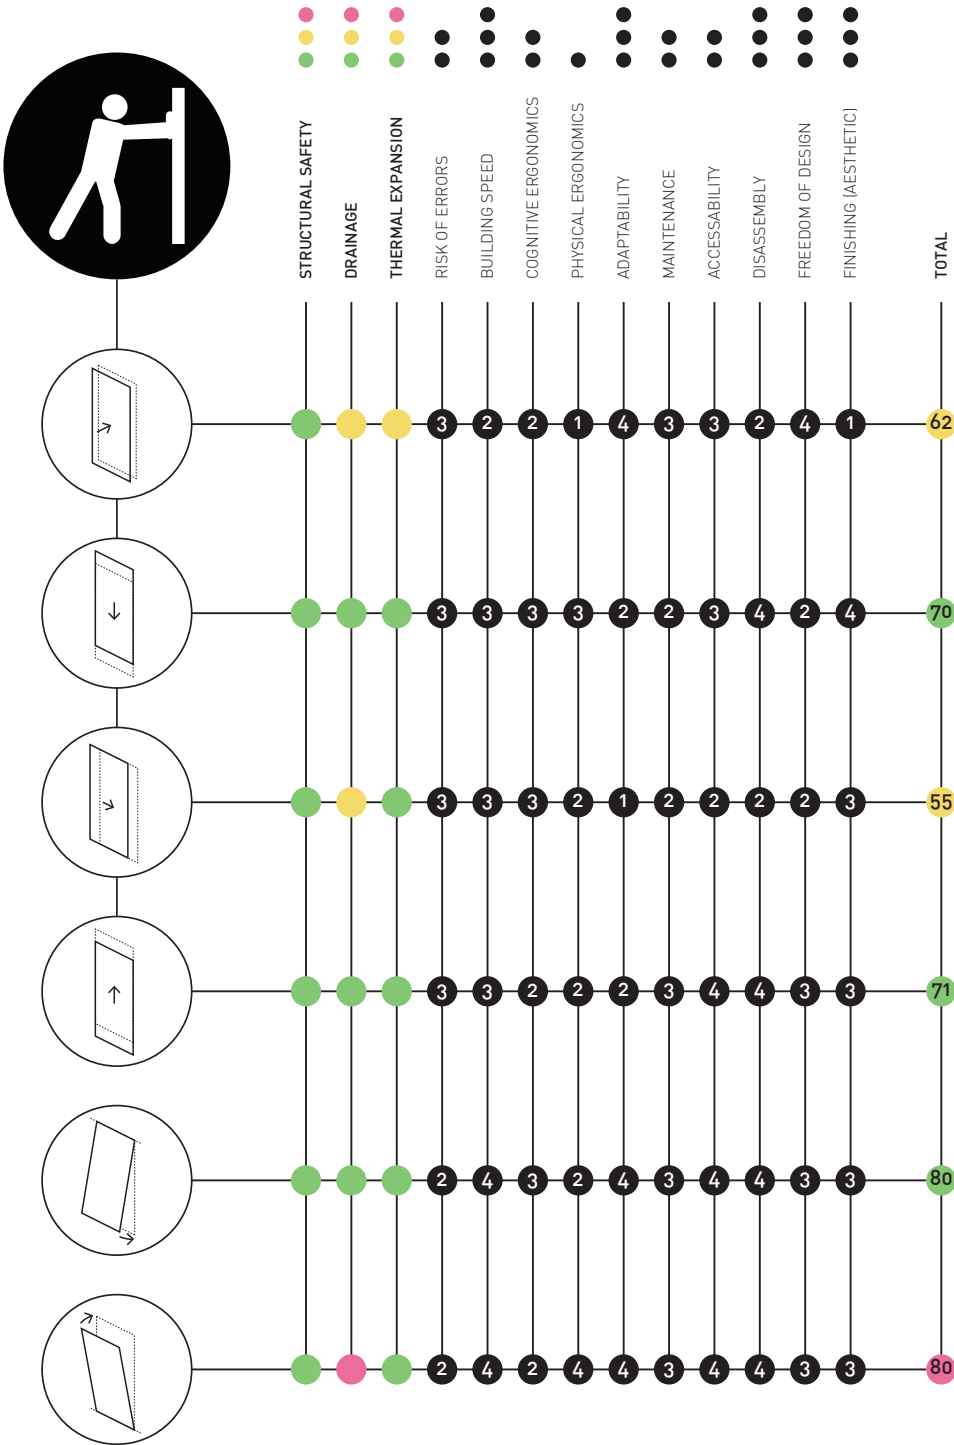 STRUCTURAL SAFETY
DRAINAGE
THERMAL EXPANSION
RISK OF ERRORS
BUILDING SPEED
COGNITIVE ERGONOMICS
PHYSICAL ERGONOMICS
ADAPTABILITY
MAINTENANCE
ACCESSABILITY
DISASSEMBLY
FREEDOM OF DESIGN
FINISHING (AESTHETIC)
TOTAL
3 2 2 1 4 3 3 2 4 1 62
3 3 3 3 2 2 3 4 2 4 70
3 3 3 2 1 2 2 2 2 3 55
3 3 2 2 2 3 4 4 3 3 71
2 4 3 2 4 3 4 4 3 3 80
2 4 2 4 4 3 4 4 3 3 80